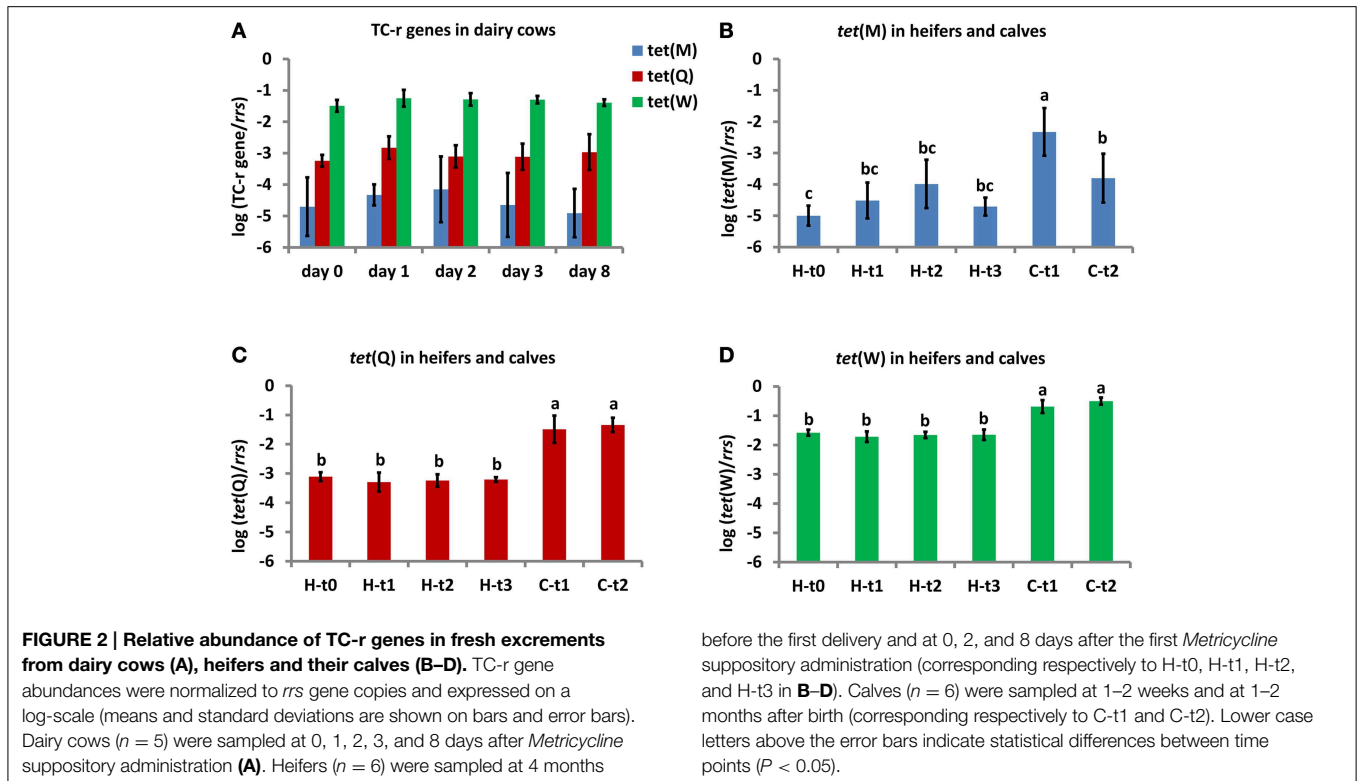 A
TC-r genes in dairy cows
tet(M)
tet(Q)
tet(W)
log (TC-r gene/rrs)
0
-1
-2
-3
-4
-5
-6
day 0 day 1 day 2 day 3 day 8
B
tet(M) in heifers and calves
log (tet(M)/rrs)
0
-1
-2
-3
-4
-5
-6
c bc bc bc a b
H-t0 H-t1 H-t2 H-t3 C-t1 C-t2
C
tet(Q) in heifers and calves
log (tet(Q)/rrs)
0
-1
-2
-3
-4
-5
-6
b b b b a a
H-t0 H-t1 H-t2 H-t3 C-t1 C-t2
D
tet(W) in heifers and calves
log (tet(W)/rrs)
0
-1
-2
-3
-4
-5
-6
b b b b a a
H-t0 H-t1 H-t2 H-t3 C-t1 C-t2
FIGURE 2 | Relative abundance of TC-r genes in fresh excrements
from dairy cows (A), heifers and their calves (B–D). TC-r gene
abundances were normalized to rrs gene copies and expressed on a
log-scale (means and standard deviations are shown on bars and error bars).
Dairy cows (n = 5) were sampled at 0, 1, 2, 3, and 8 days after Metricycline
suppository administration (A). Heifers (n = 6) were sampled at 4 months
before the first delivery and at 0, 2, and 8 days after the first Metricycline
suppository administration (corresponding respectively to H-t0, H-t1, H-t2,
and H-t3 in B–D). Calves (n = 6) were sampled at 1–2 weeks and at 1–2
months after birth (corresponding respectively to C-t1 and C-t2). Lower case
letters above the error bars indicate statistical differences between time
points (P < 0.05).